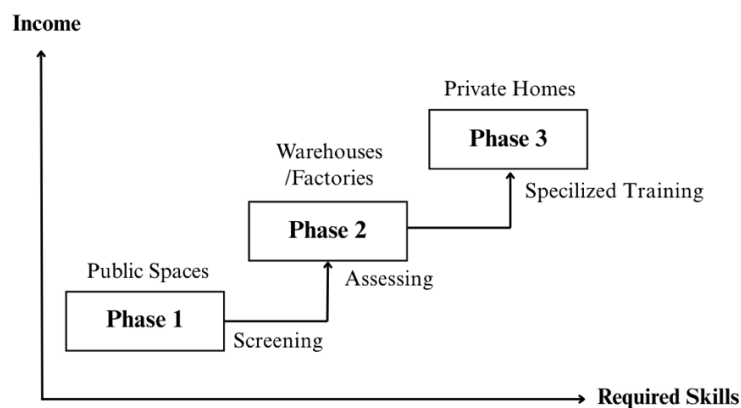 Income
Private Homes
Phase 3
Warehouses
/Factories
Specilized Training
Phase 2
Public Spaces
Assessing
Phase 1
Screening
Required Skills